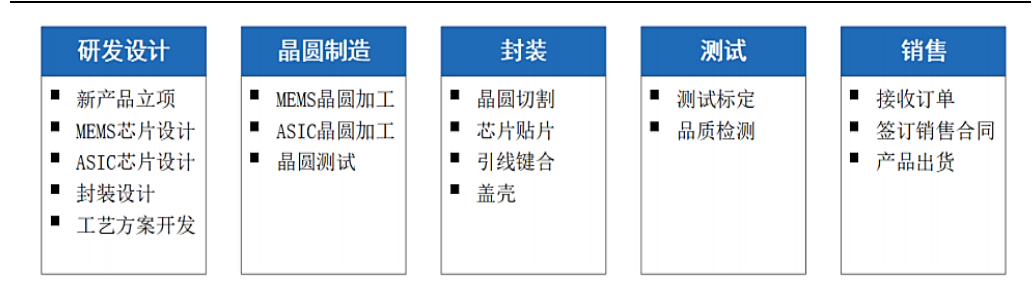 研发设计
新产品立项
MEMS芯片设计
ASIC芯片设计
封装设计
工艺方案开发
晶圆制造
MEMS晶圆加工
ASIC晶圆加工
晶圆测试
封装
晶圆切割
芯片贴片
引线键合
盖壳
测试
测试标定
品质检测
销售
接收订单
签订销售合同
产品出货